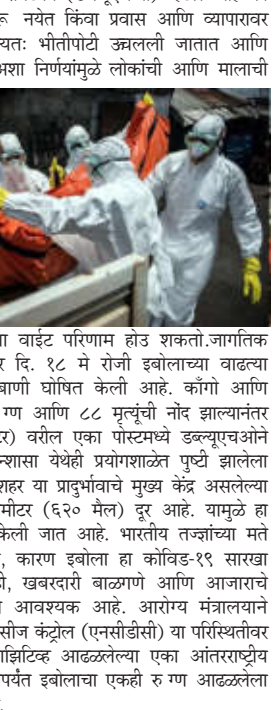 रू नयेत किंवा प्रवास आणि व्यापारावर
यतः भीतीपोटी उचलली जातात आणि
अशा निर्णयांमुळे लोकांची आणि मालाची
ा वाईट परिणाम होउ शकतो.जागतिक
र दि. १८ मे रोजी इबोलाच्या वाढत्या
बाणी घोषित केली आहे. काँगो आणि
ग्ण आणि ८८ मृत्यूंची नोंद झाल्यानंतर
टर) वरील एका पोस्टमध्ये डब्ल्यूएचओने
न्शासा येथेही प्रयोगशाळेत पुष्टी झालेला
शहर या प्रादुर्भावाचे मुख्य केंद्र असलेल्या
मीटर (६२० मैल) दूर आहे. यामुळे हा
केली जात आहे. भारतीय तज्ज्ञांच्या मते
, कारण इबोला हा कोविड-१९ सारखा
ी, खबरदारी बाळगणे आणि आजाराचे
आवश्यक आहे. आरोग्य मंत्रालयाने
सीज कंट्रोल (एनसीडीसी) या परिस्थितीवर
झिटिव्ह आढळलेल्या एका आंतरराष्ट्रीय
पर्यंत इबोलाचा एकही रु ग्ण आढळलेला